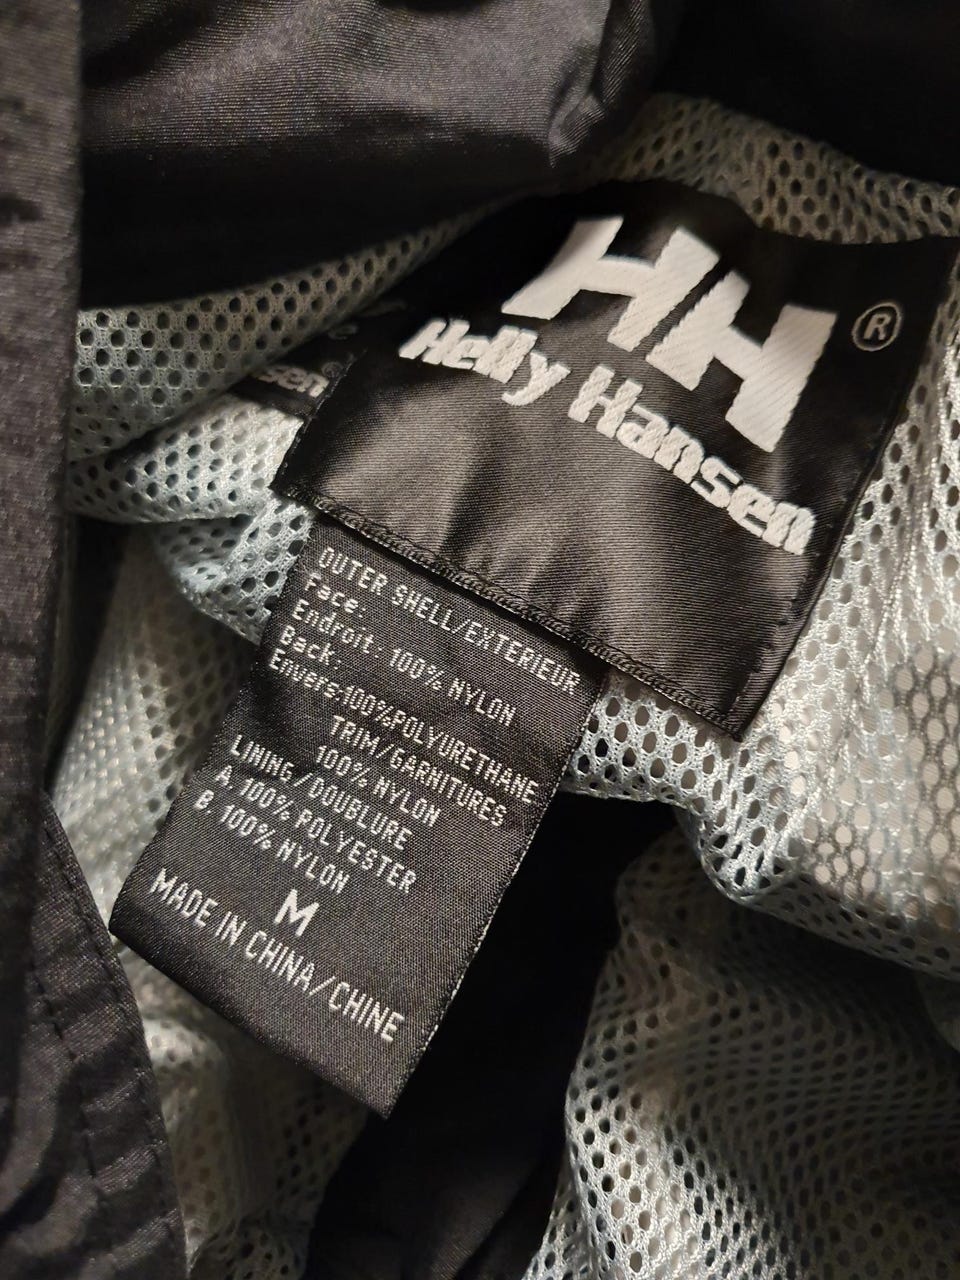 HH
®
Helly Hansen
sen
OUTER SHELL/EXTERIEUR
Face:
Endroit: 100% NYLON
Back:
Envers:100%POLYURETHANE
TRIM/GARNITURES
100% NYLON
LINING/DOUBLURE
A. 100% POLYESTER
B. 100% NYLON
M
MADE IN CHINA/CHINE